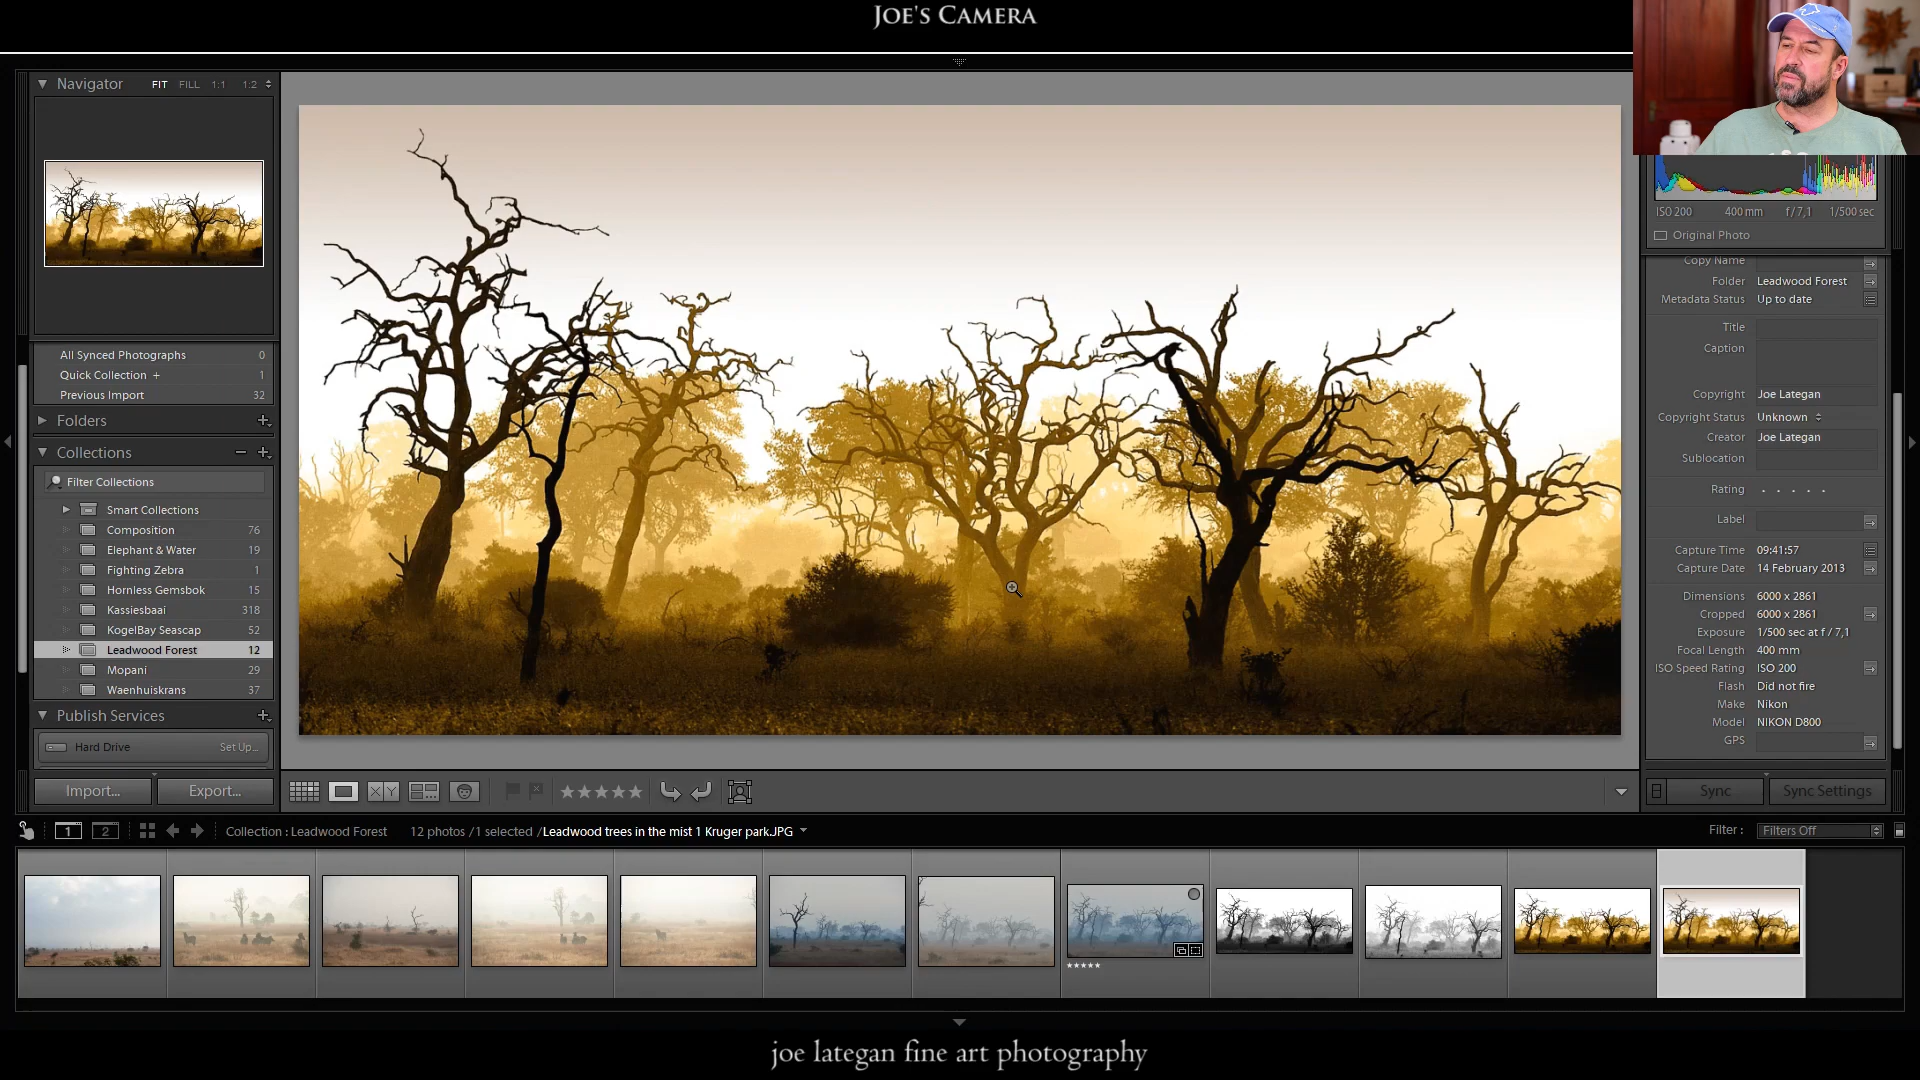 JOE'S CAMERA
Navigator FIT FILL 1:1 1:2
All Synced Photographs 0
Quick Collection + 1
Previous Import 32
Folders
Collections
Filter Collections
Smart Collections
Composition 76
Elephant & Water 19
Fighting Zebra 1
Hornless Gemsbok 15
Kassiesbaai 318
KogelBay Seascap 52
Leadwood Forest 12
Mopani 29
Waenhuiskrans 37
Publish Services
Hard Drive Set Up...
Import... Export...
ISO 200 400 mm f / 7,1 1/500 sec
Original Photo
Copy Name
Folder Leadwood Forest
Metadata Status Up to date
Title
Caption
Copyright Joe Lategan
Copyright Status Unknown
Creator Joe Lategan
Sublocation
Rating
Label
Capture Time 09:41:57
Capture Date 14 February 2013
Dimensions 6000 x 2861
Cropped 6000 x 2861
Exposure 1/500 sec at f / 7,1
Focal Length 400 mm
ISO Speed Rating ISO 200
Flash Did not fire
Make Nikon
Model NIKON D800
GPS
Sync Sync Settings
X Y
1 2 Collection : Leadwood Forest 12 photos / 1 selected / Leadwood trees in the mist 1 Kruger park.JPG Filter : Filters Off
joe lategan fine art photography